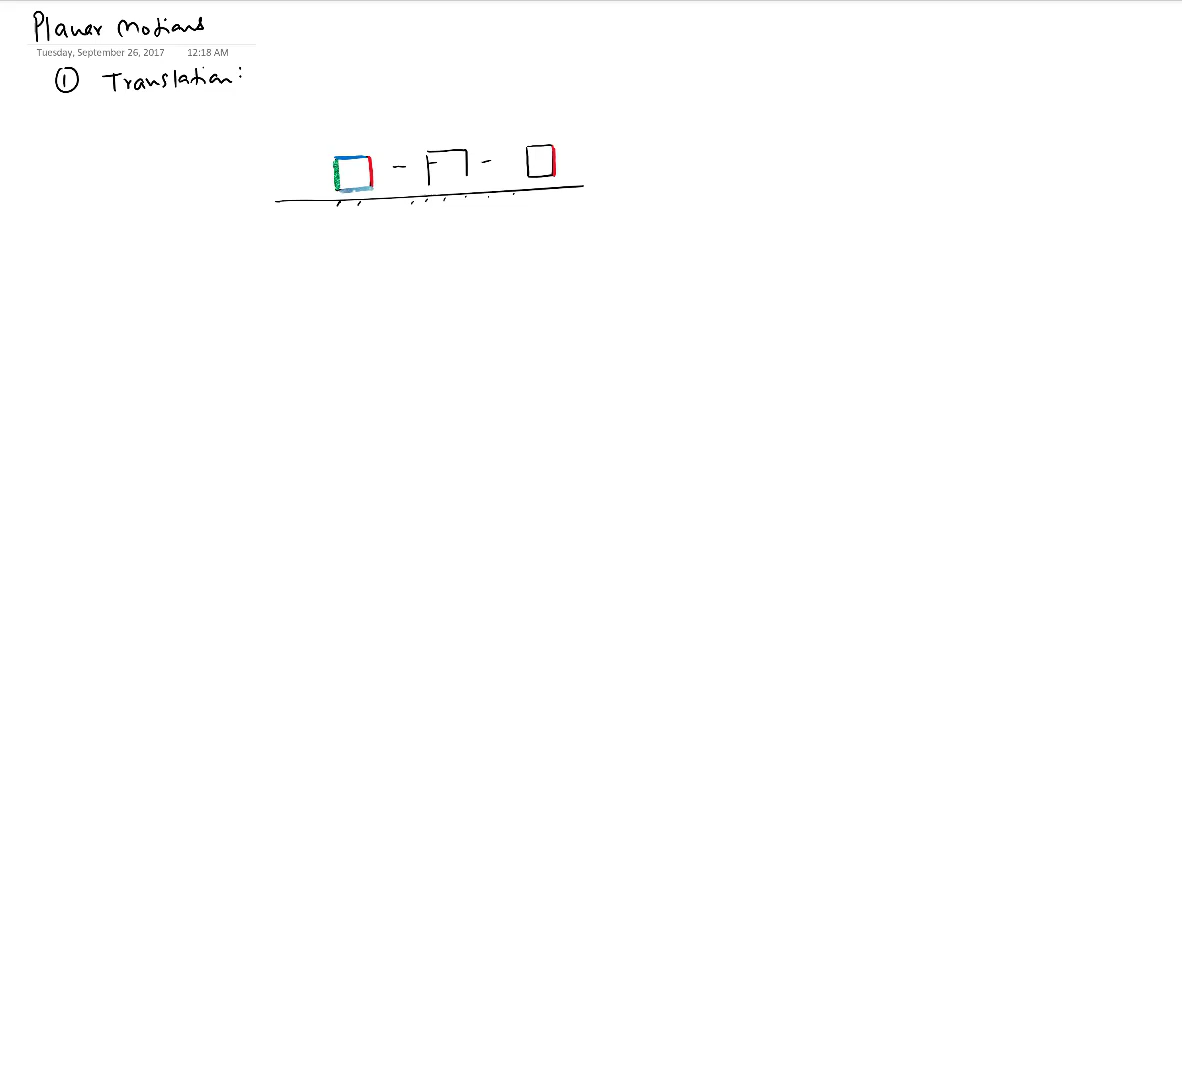 Planar Motions
Tuesday, September 26, 2017 12:18 AM
① Translation: